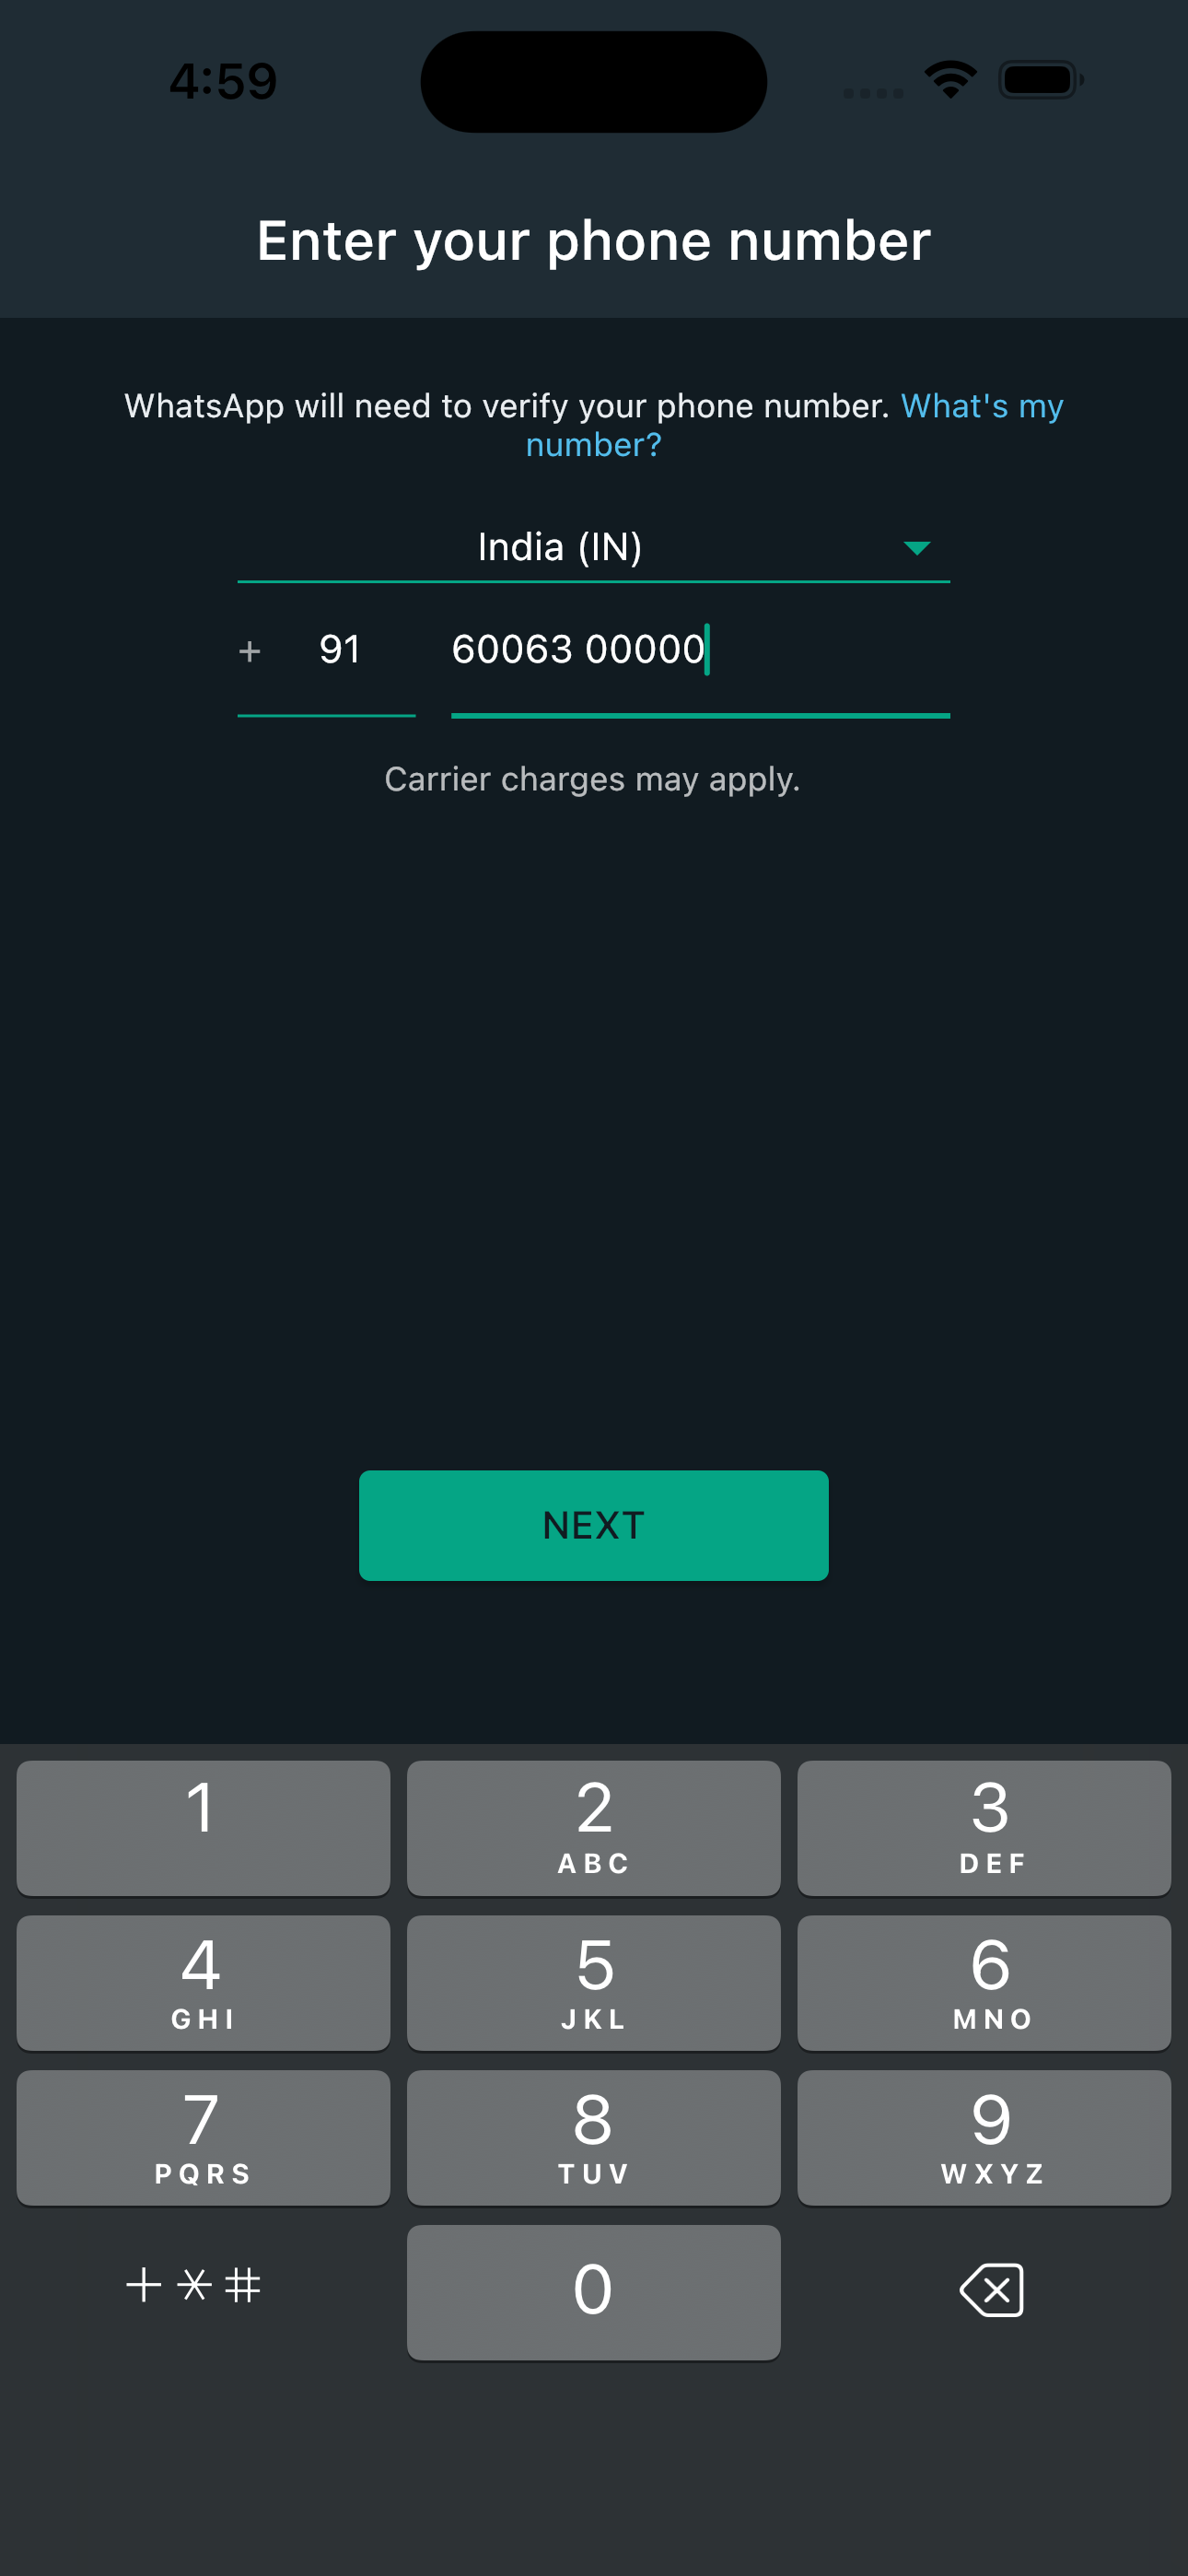 4:59
Enter your phone number
WhatsApp will need to verify your phone number. What's my
number?
India (IN)
+ 91 60063 00000
Carrier charges may apply.
NEXT
1 2 3
ABC DEF
4 5 6
GHI JKL MNO
7 8 9
PQRS TUV WXYZ
+*# 0